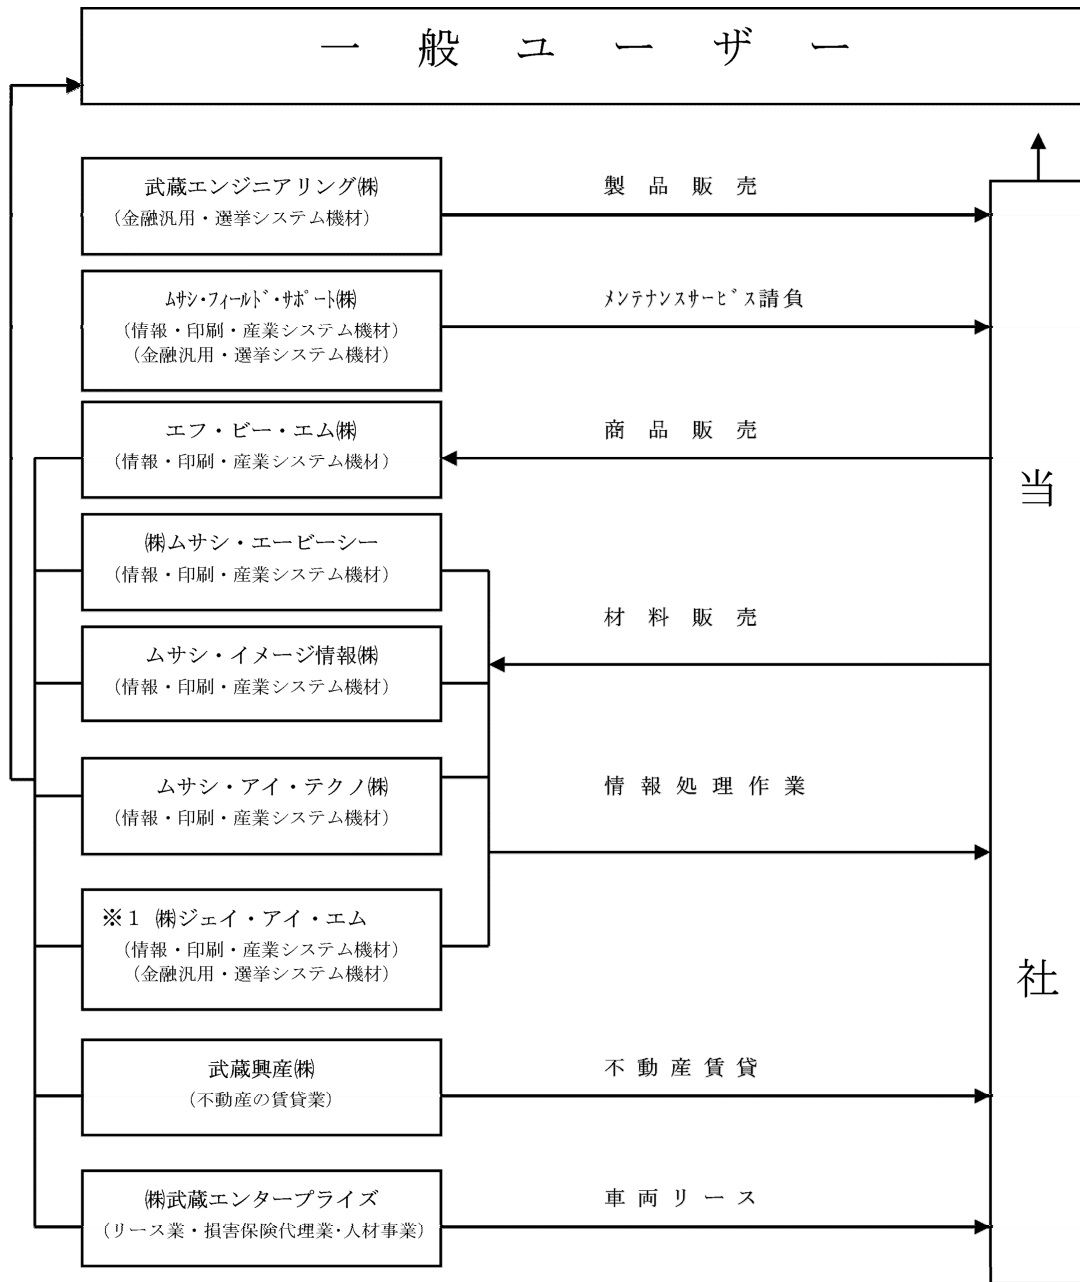 一般ユーザー
武蔵エンジニアリング㈱
（金融汎用・選挙システム機材）
製品販売
ムサシ・フィールド・サポート㈱
（情報・印刷・産業システム機材）
（金融汎用・選挙システム機材）
メンテナンスサービス請負
エフ・ビー・エム㈱
（情報・印刷・産業システム機材）
商品販売
㈱ムサシ・エービーシー
（情報・印刷・産業システム機材）
材料販売
ムサシ・イメージ情報㈱
（情報・印刷・産業システム機材）
ムサシ・アイ・テクノ㈱
（情報・印刷・産業システム機材）
情報処理作業
※１ ㈱ジェイ・アイ・エム
（情報・印刷・産業システム機材）
（金融汎用・選挙システム機材）
武蔵興産㈱
（不動産の賃貸業）
不動産賃貸
㈱武蔵エンタープライズ
（リース業・損害保険代理業・人材事業）
車両リース
当社